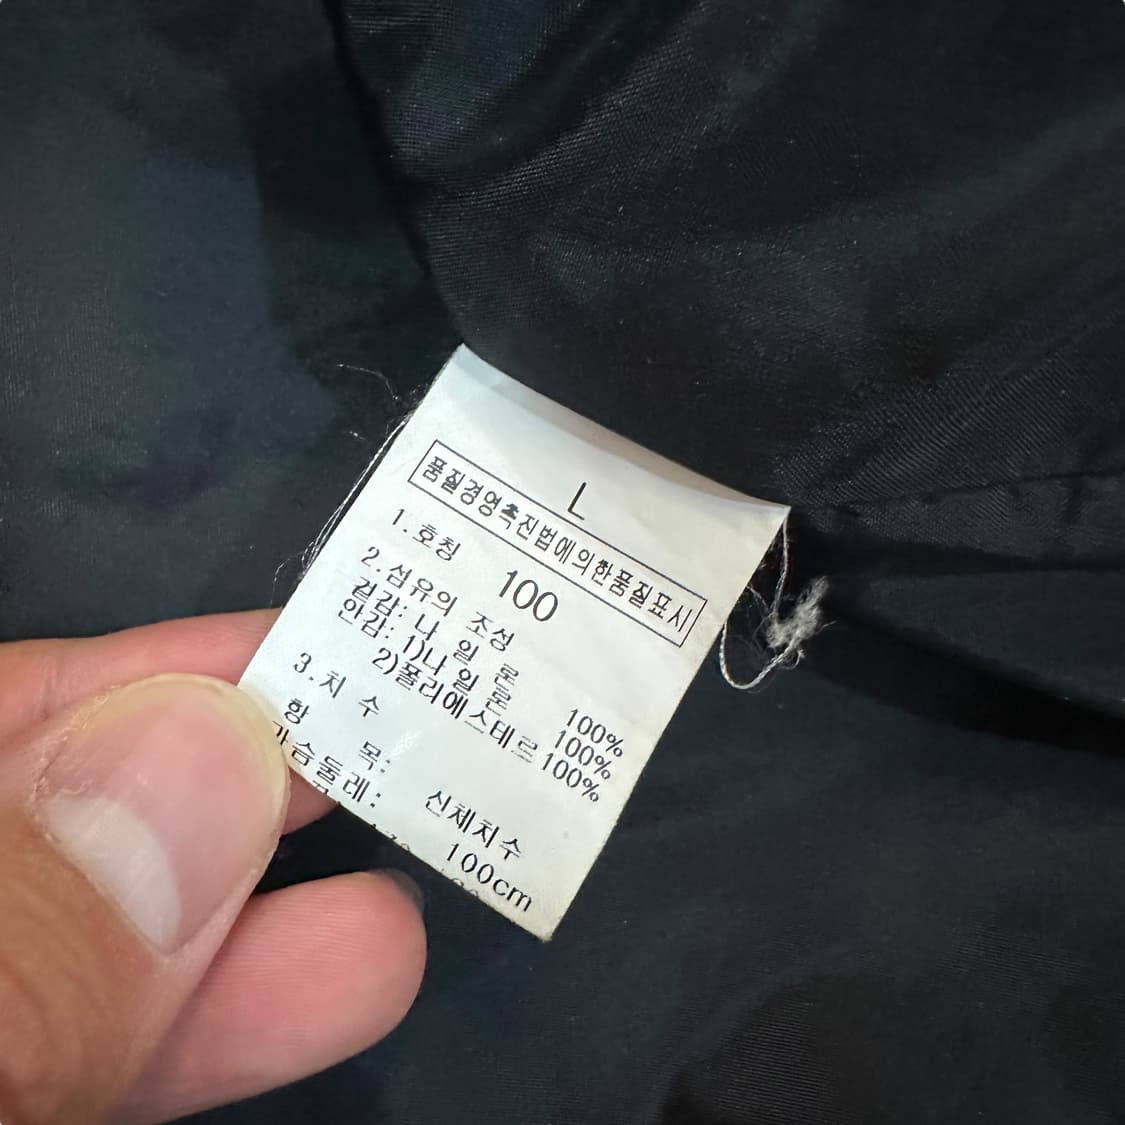 L
품질경영촉진법에의한품질표시
1.호칭 100
2.섬유의 조성
겉감: 나 일 론 100%
안감: 1)나 일 론 100%
2)폴리에스테르 100%
3.치 수
항 목: 신체치수
가슴둘레: 100cm